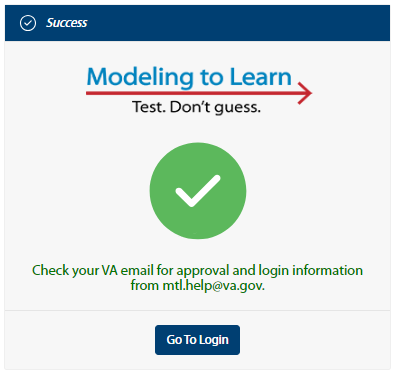 Success
Modeling to Learn
Test. Don't guess.
Check your VA email for approval and login information
from mtl.help@va.gov.
Go To Login